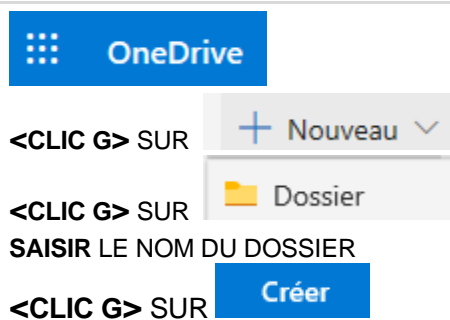 OneDrive
<CLIC G> SUR + Nouveau
<CLIC G> SUR Dossier
SAISIR LE NOM DU DOSSIER
<CLIC G> SUR Créer